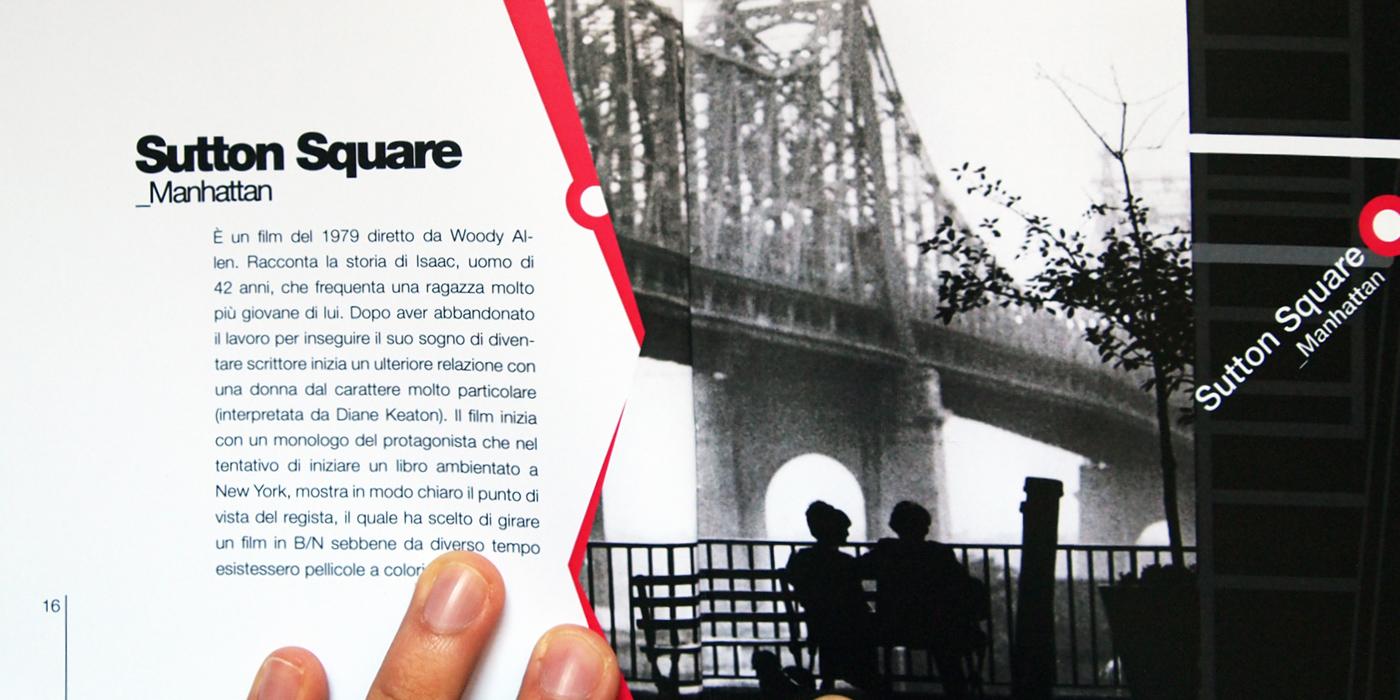 Sutton Square
_Manhattan
È un film del 1979 diretto da Woody Al-
len. Racconta la storia di Isaac, uomo di
42 anni, che frequenta una ragazza molto
più giovane di lui. Dopo aver abbandonato
il lavoro per inseguire il suo sogno di diven-
tare scrittore inizia un ulteriore relazione con
una donna dal carattere molto particolare
(interpretata da Diane Keaton). Il film inizia
con un monologo del protagonista che nel
tentativo di iniziare un libro ambientato a
New York, mostra in modo chiaro il punto di
vista del regista, il quale ha scelto di girare
un film in B/N sebbene da diverso tempo
esistessero pellicole a colori
16
Sutton Square
_Manhattan